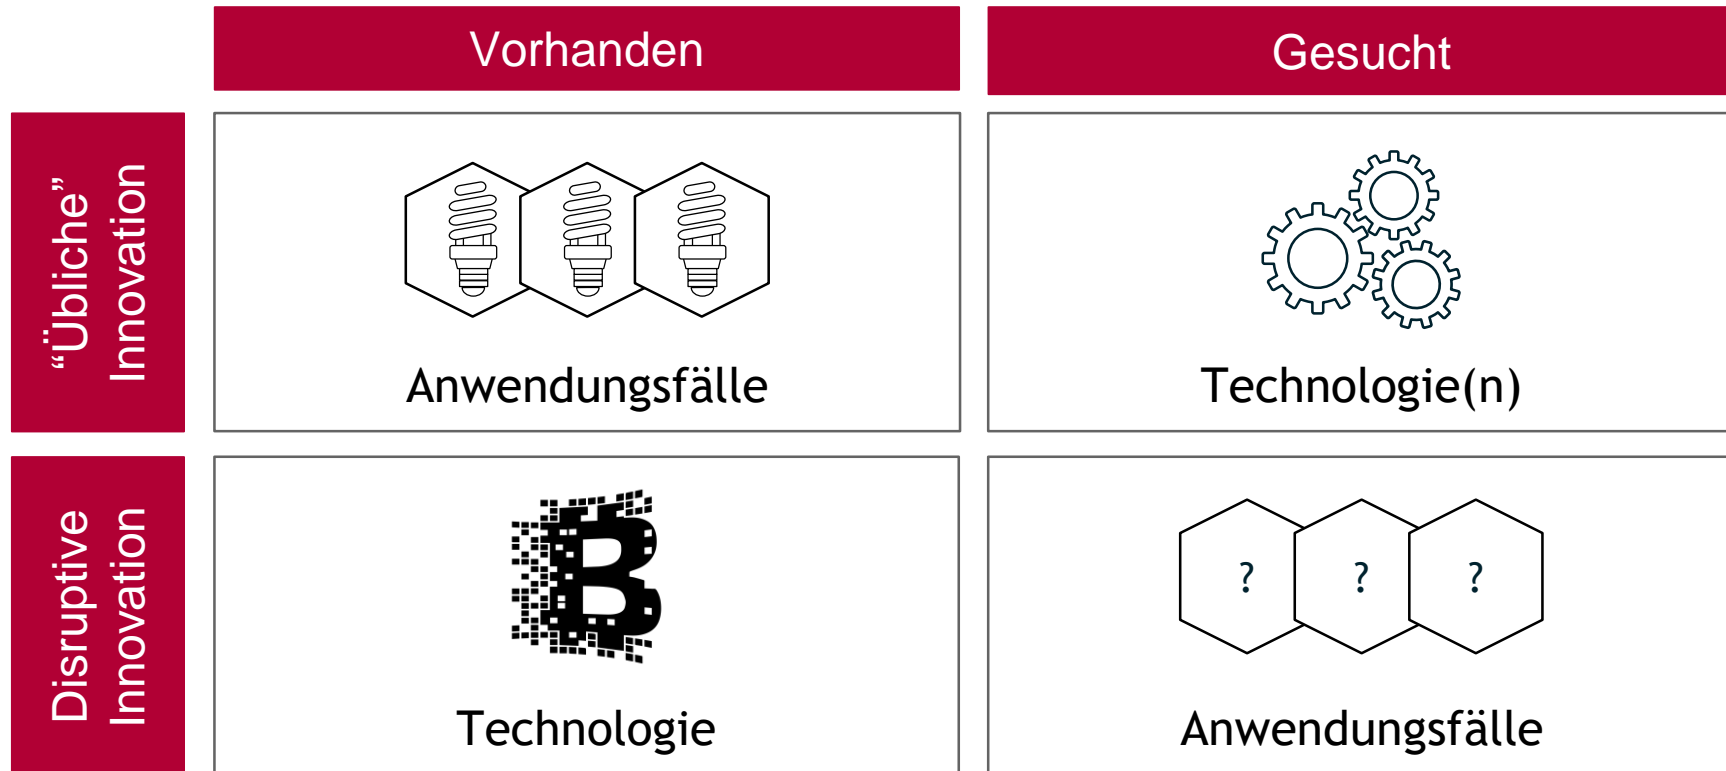 Vorhanden
Gesucht
“Übliche”
Innovation
Anwendungsfälle
Technologie(n)
Disruptive
Innovation
B
Technologie
? ? ?
Anwendungsfälle